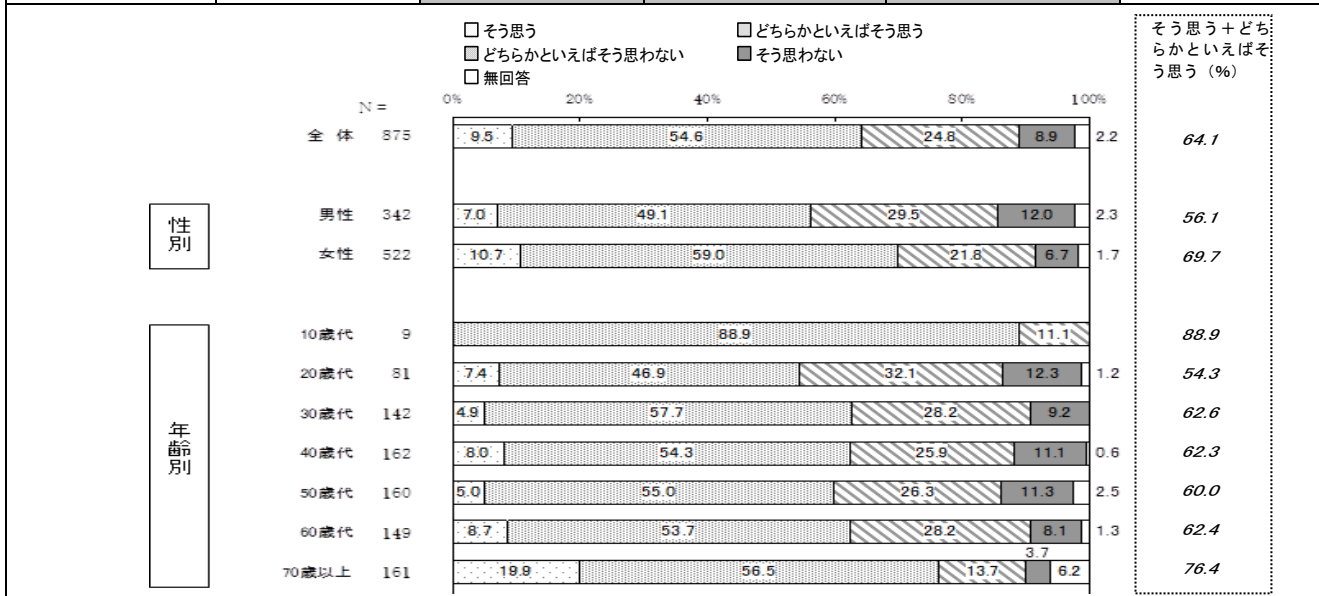 □そう思う □どちらかといえばそう思う
□どちらかといえばそう思わない ■そう思わない
□無回答
そう思う＋どち
らかといえばそ
う思う（%）
N = 0% 20% 40% 60% 80% 100%
全 体 875 9.5 54.6 24.8 8.9 2.2 64.1
性別
男性 342 7.0 49.1 29.5 12.0 2.3 56.1
女性 522 10.7 59.0 21.8 6.7 1.7 69.7
年齢別
10歳代 9 88.9 11.1 88.9
20歳代 81 7.4 46.9 32.1 12.3 1.2 54.3
30歳代 142 4.9 57.7 28.2 9.2 62.6
40歳代 162 8.0 54.3 25.9 11.1 0.6 62.3
50歳代 160 5.0 55.0 26.3 11.3 2.5 60.0
60歳代 149 8.7 53.7 28.2 8.1 1.3 62.4
70歳以上 161 19.9 56.5 13.7 3.7 6.2 76.4